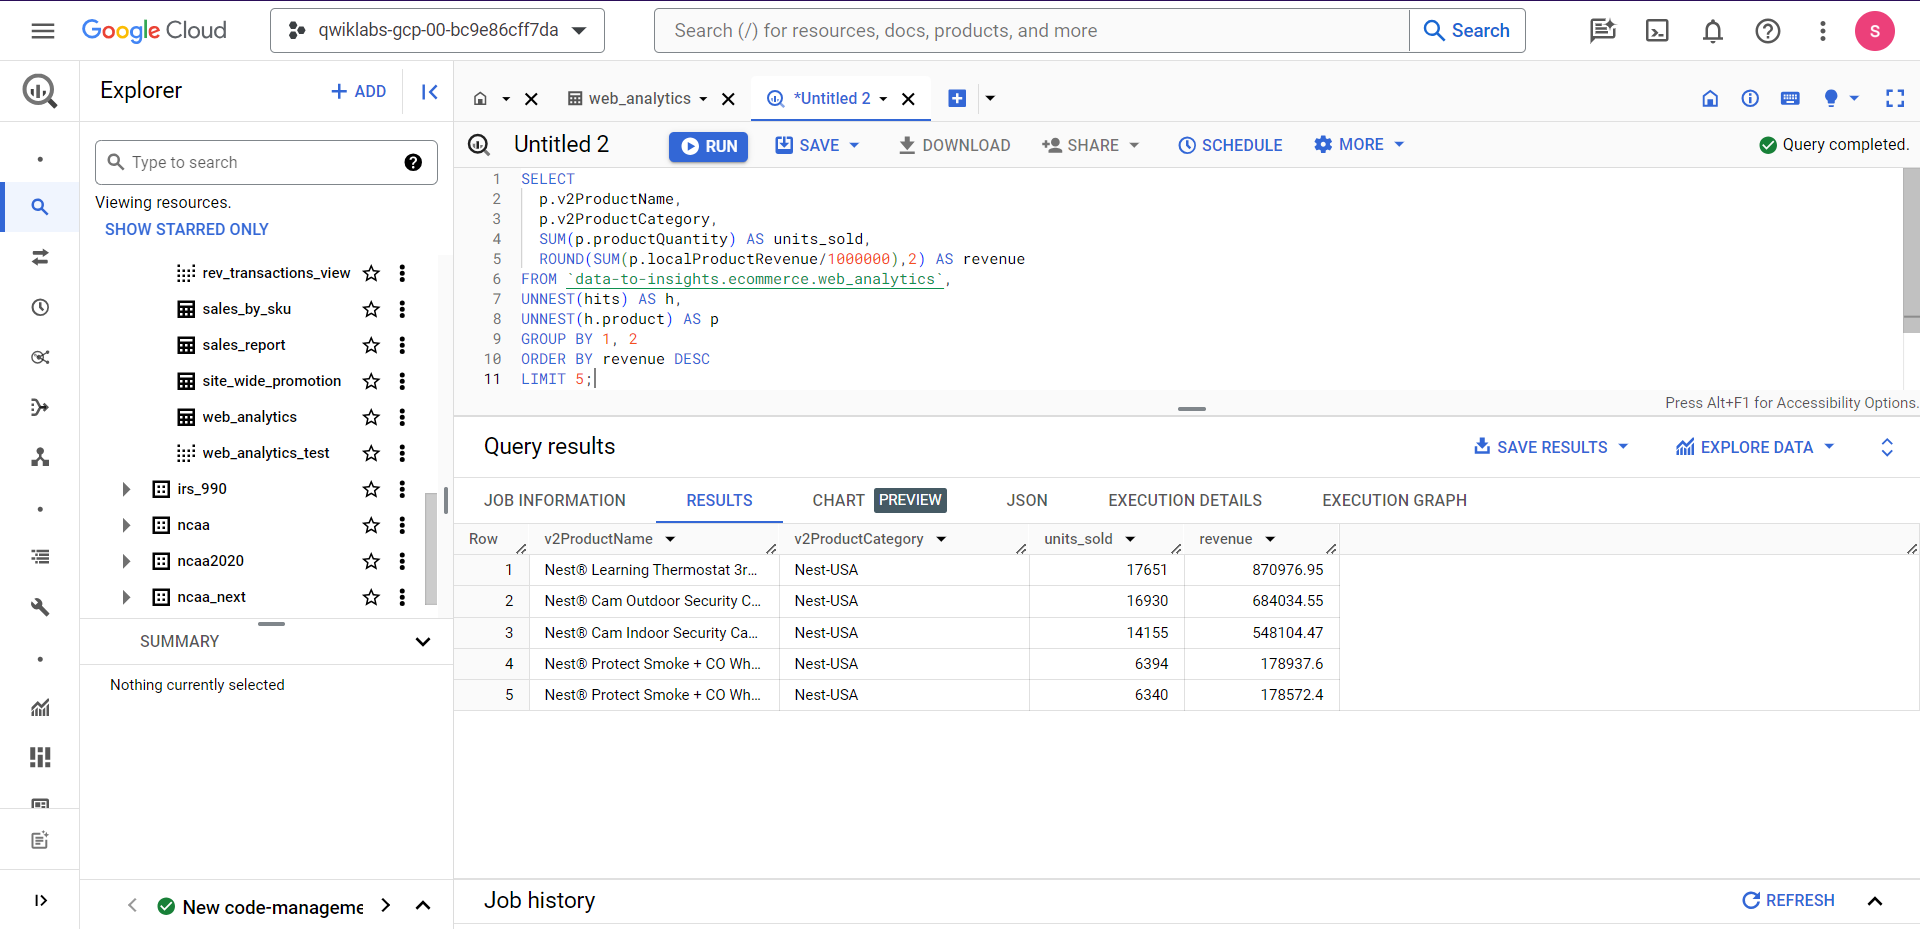 Google Cloud
qwiklabs-gcp-00-bc9e86cff7da
Search (/) for resources, docs, products, and more
Search
S
Explorer
+ ADD
web_analytics
*Untitled 2
Type to search
Viewing resources.
SHOW STARRED ONLY
rev_transactions_view
sales_by_sku
sales_report
site_wide_promotion
web_analytics
web_analytics_test
irs_990
ncaa
ncaa2020
ncaa_next
SUMMARY
Nothing currently selected
New code-manageme
Untitled 2
RUN
SAVE
DOWNLOAD
SHARE
SCHEDULE
MORE
Query completed.
1 SELECT
2 p.v2ProductName,
3 p.v2ProductCategory,
4 SUM(p.productQuantity) AS units_sold,
5 ROUND(SUM(p.localProductRevenue/1000000),2) AS revenue
6 FROM `data-to-insights.ecommerce.web_analytics`,
7 UNNEST(hits) AS h,
8 UNNEST(h.product) AS p
9 GROUP BY 1, 2
10 ORDER BY revenue DESC
11 LIMIT 5;
Press Alt+F1 for Accessibility Options.
Query results
SAVE RESULTS
EXPLORE DATA
JOB INFORMATION
RESULTS
CHART PREVIEW
JSON
EXECUTION DETAILS
EXECUTION GRAPH
Row v2ProductName v2ProductCategory units_sold revenue
1 Nest® Learning Thermostat 3r... Nest-USA 17651 870976.95
2 Nest® Cam Outdoor Security C... Nest-USA 16930 684034.55
3 Nest® Cam Indoor Security Ca... Nest-USA 14155 548104.47
4 Nest® Protect Smoke + CO Wh... Nest-USA 6394 178937.6
5 Nest® Protect Smoke + CO Wh... Nest-USA 6340 178572.4
Job history
REFRESH